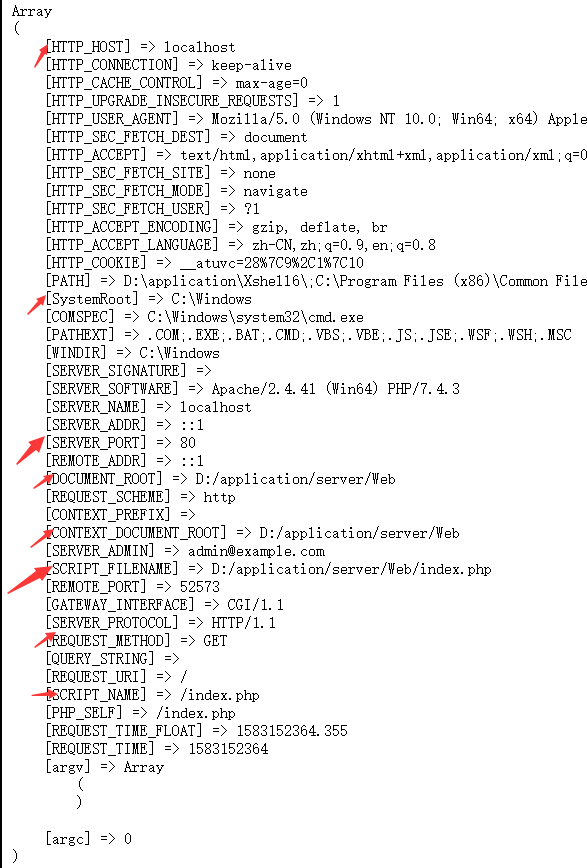 Array
(
[HTTP_HOST] => localhost
[HTTP_CONNECTION] => keep-alive
[HTTP_CACHE_CONTROL] => max-age=0
[HTTP_UPGRADE_INSECURE_REQUESTS] => 1
[HTTP_USER_AGENT] => Mozilla/5.0 (Windows NT 10.0; Win64; x64) Apple
[HTTP_SEC_FETCH_DEST] => document
[HTTP_ACCEPT] => text/html,application/xhtml+xml,application/xml;q=0
[HTTP_SEC_FETCH_SITE] => none
[HTTP_SEC_FETCH_MODE] => navigate
[HTTP_SEC_FETCH_USER] => ?1
[HTTP_ACCEPT_ENCODING] => gzip, deflate, br
[HTTP_ACCEPT_LANGUAGE] => zh-CN,zh;q=0.9,en;q=0.8
[HTTP_COOKIE] => __atuvc=28%7C9%2C1%7C10
[PATH] => D:\application\Xshell6\;C:\Program Files (x86)\Common File
[SystemRoot] => C:\Windows
[COMSPEC] => C:\Windows\system32\cmd.exe
[PATHEXT] => .COM;.EXE;.BAT;.CMD;.VBS;.VBE;.JS;.JSE;.WSF;.WSH;.MSC
[WINDIR] => C:\Windows
[SERVER_SIGNATURE] =>
[SERVER_SOFTWARE] => Apache/2.4.41 (Win64) PHP/7.4.3
[SERVER_NAME] => localhost
[SERVER_ADDR] => ::1
[SERVER_PORT] => 80
[REMOTE_ADDR] => ::1
[DOCUMENT_ROOT] => D:/application/server/Web
[REQUEST_SCHEME] => http
[CONTEXT_PREFIX] =>
[CONTEXT_DOCUMENT_ROOT] => D:/application/server/Web
[SERVER_ADMIN] => admin@example.com
[SCRIPT_FILENAME] => D:/application/server/Web/index.php
[REMOTE_PORT] => 52573
[GATEWAY_INTERFACE] => CGI/1.1
[SERVER_PROTOCOL] => HTTP/1.1
[REQUEST_METHOD] => GET
[QUERY_STRING] =>
[REQUEST_URI] => /
[SCRIPT_NAME] => /index.php
[PHP_SELF] => /index.php
[REQUEST_TIME_FLOAT] => 1583152364.355
[REQUEST_TIME] => 1583152364
[argv] => Array
(
)
[argc] => 0
)